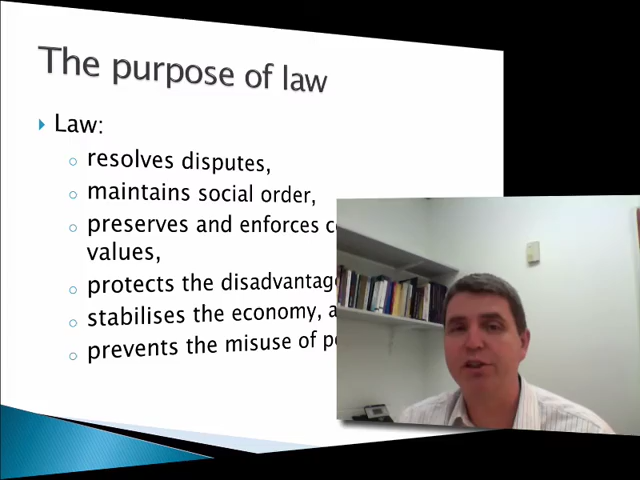 The purpose of law
Law:
resolves disputes,
maintains social order,
preserves and enforces
values,
protects the
stabilises the economy,
prevents the misuse of